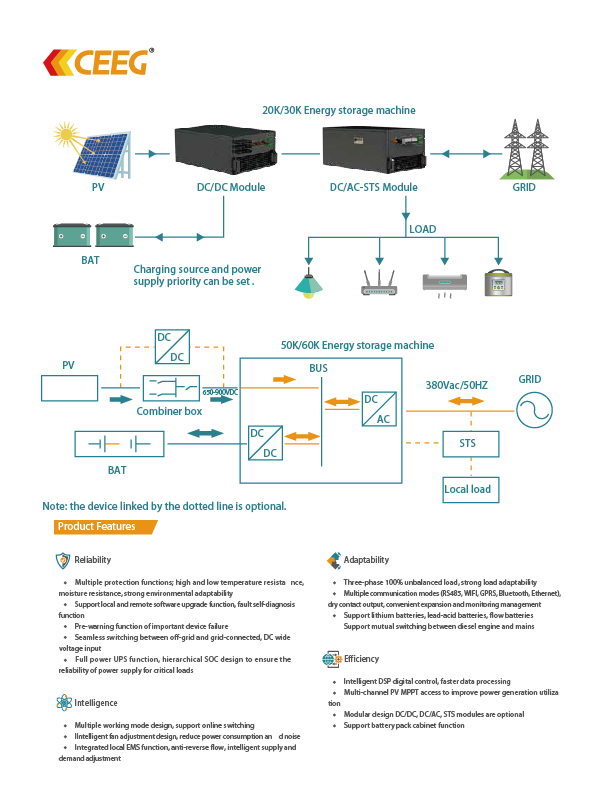 CEEG®
20K/30K Energy storage machine
PV
DC/DC Module
DC/AC-STS Module
GRID
LOAD
BAT
Charging source and power
supply priority can be set .
DC
DC
50K/60K Energy storage machine
PV
BUS
GRID
380Vac/50HZ
650-900VDC
DC
AC
Combiner box
DC
DC
STS
BAT
Local load
Note: the device linked by the dotted line is optional.
Product Features
Reliability
• Multiple protection functions; high and low temperature resista nce,
moisture resistance, strong environmental adaptability
• Support local and remote software upgrade function, fault self-diagnosis
function
• Pre-warning function of important device failure
• Seamless switching between off-grid and grid-connected, DC wide
voltage input
• Full power UPS function, hierarchical SOC design to ensure the
reliability of power supply for critical loads
Intelligence
• Multiple working mode design, support online switching
• IIntelligent fan adjustment design, reduce power consumption an d noise
• Integrated local EMS function, anti-reverse flow, intelligent supply and
demand adjustment
Adaptability
• Three-phase 100% unbalanced load, strong load adaptability
• Multiple communication modes (RS485, WIFI, GPRS, Bluetooth, Ethernet),
dry contact output, convenient expansion and monitoring management
• Support lithium batteries, lead-acid batteries, flow batteries
Support mutual switching between diesel engine and mains
Efficiency
• Intelligent DSP digital control, faster data processing
• Multi-channel PV MPPT access to improve power generation utiliza
tion
• Modular design DC/DC, DC/AC, STS modules are optional
• Support battery pack cabinet function